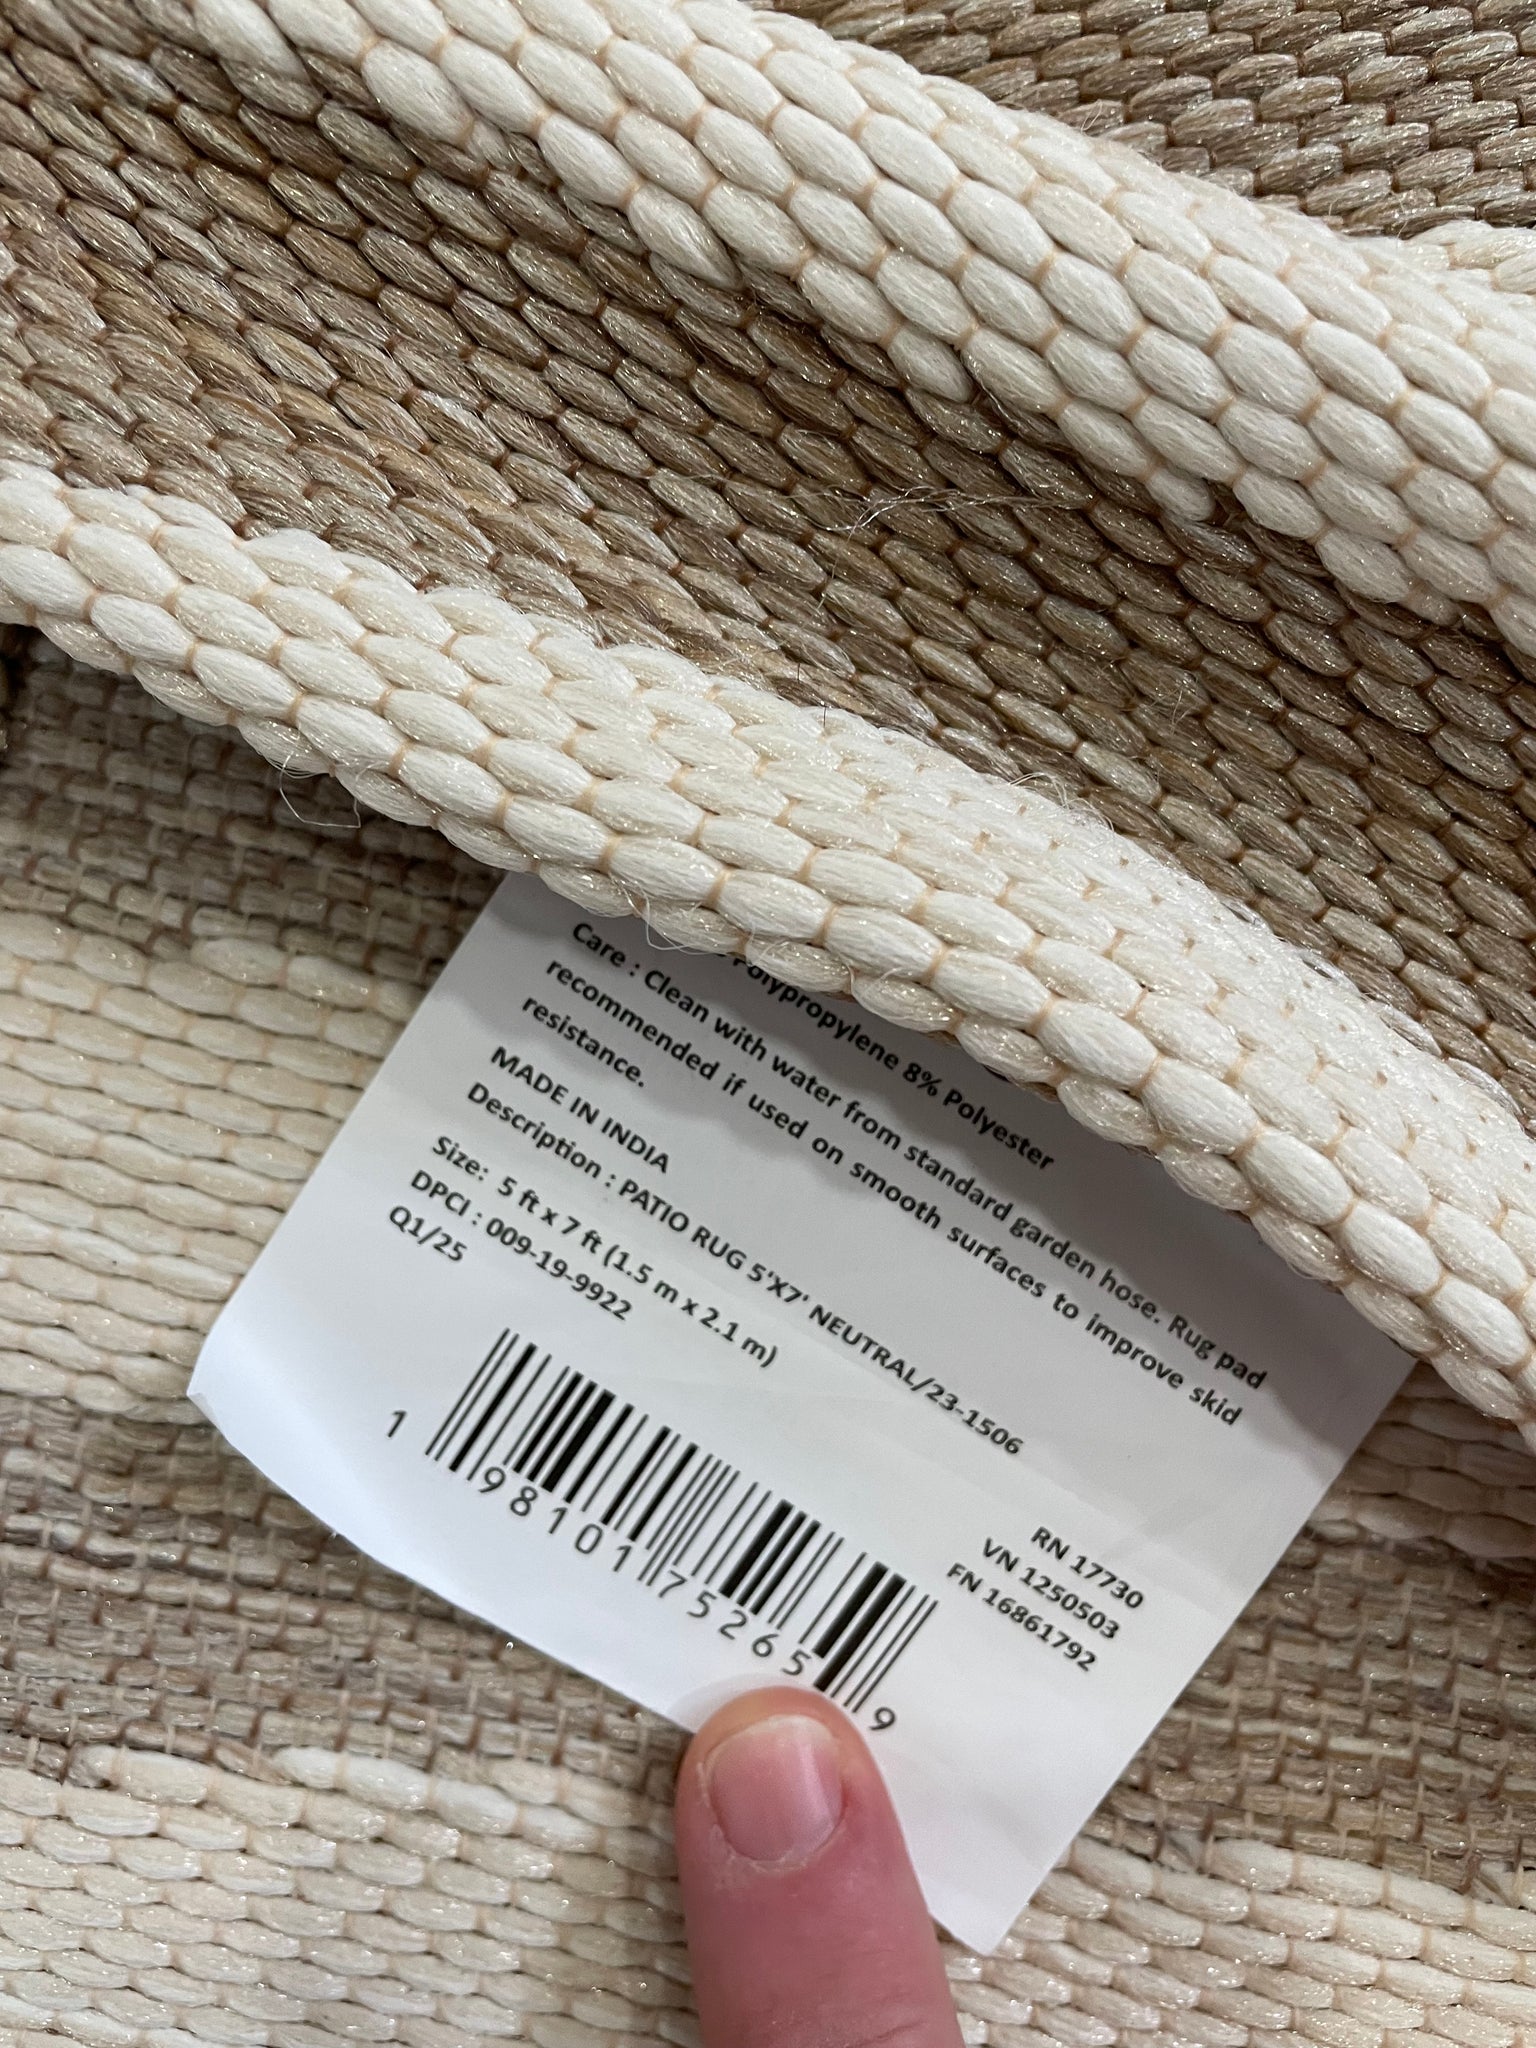 Polypropylene 8% Polyester
Care : Clean with water from standard garden hose. Rug pad
recommended if used on smooth surfaces to improve skid
resistance.
MADE IN INDIA
Description : PATIO RUG 5'X7' NEUTRAL/23-1506
Size: 5 ft x 7 ft (1.5 m x 2.1 m)
DPCI : 009-19-9922
Q1/25
RN 17730
VN 1250503
FN 16861792
1 98101 75265 9